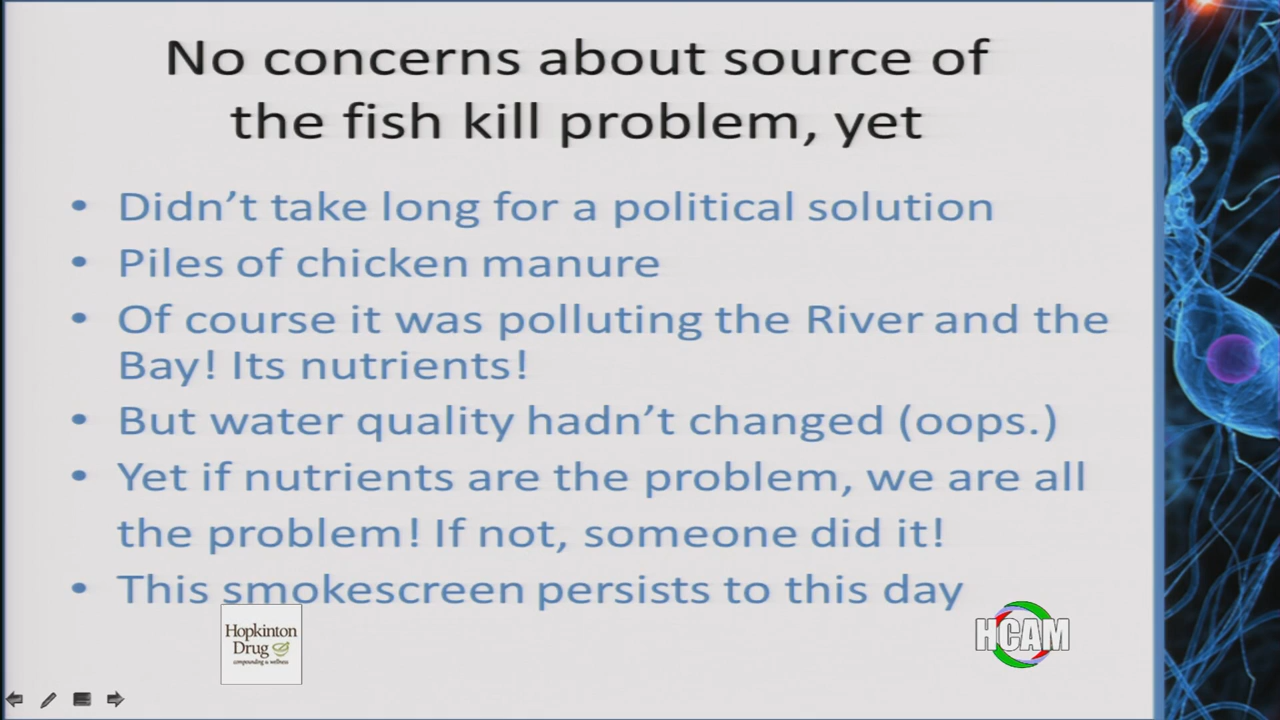 No concerns about source of
the fish kill problem, yet
• Didn't take long for a political solution
• Piles of chicken manure
• Of course it was polluting the River and the
Bay! Its nutrients!
• But water quality hadn't changed (oops.)
• Yet if nutrients are the problem, we are all
the problem! If not, someone did it!
• This smokescreen persists to this day
Hopkinton
Drug
compounding & wellness
HCAM